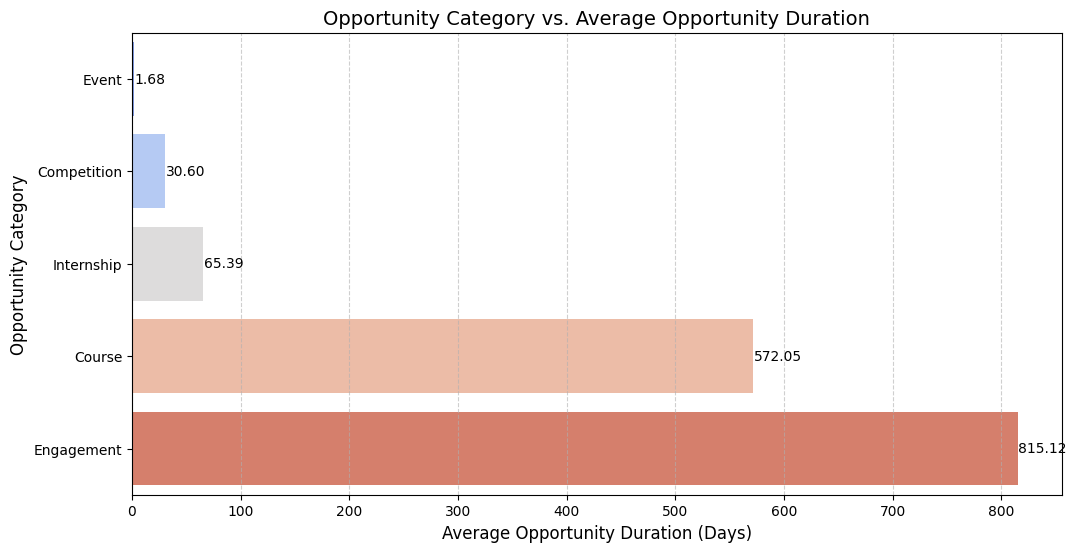 Opportunity Category vs. Average Opportunity Duration
Opportunity Category
Event
1.68
Competition
30.60
Internship
65.39
Course
572.05
Engagement
815.12
0 100 200 300 400 500 600 700 800
Average Opportunity Duration (Days)